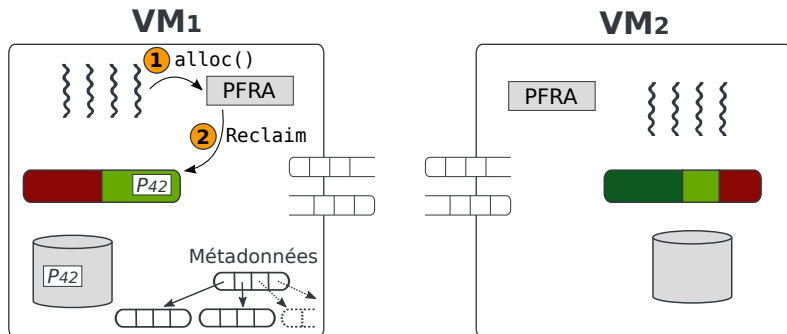 VM1
VM2
1 alloc()
PFRA
PFRA
2 Reclaim
P42
P42
Métadonnées